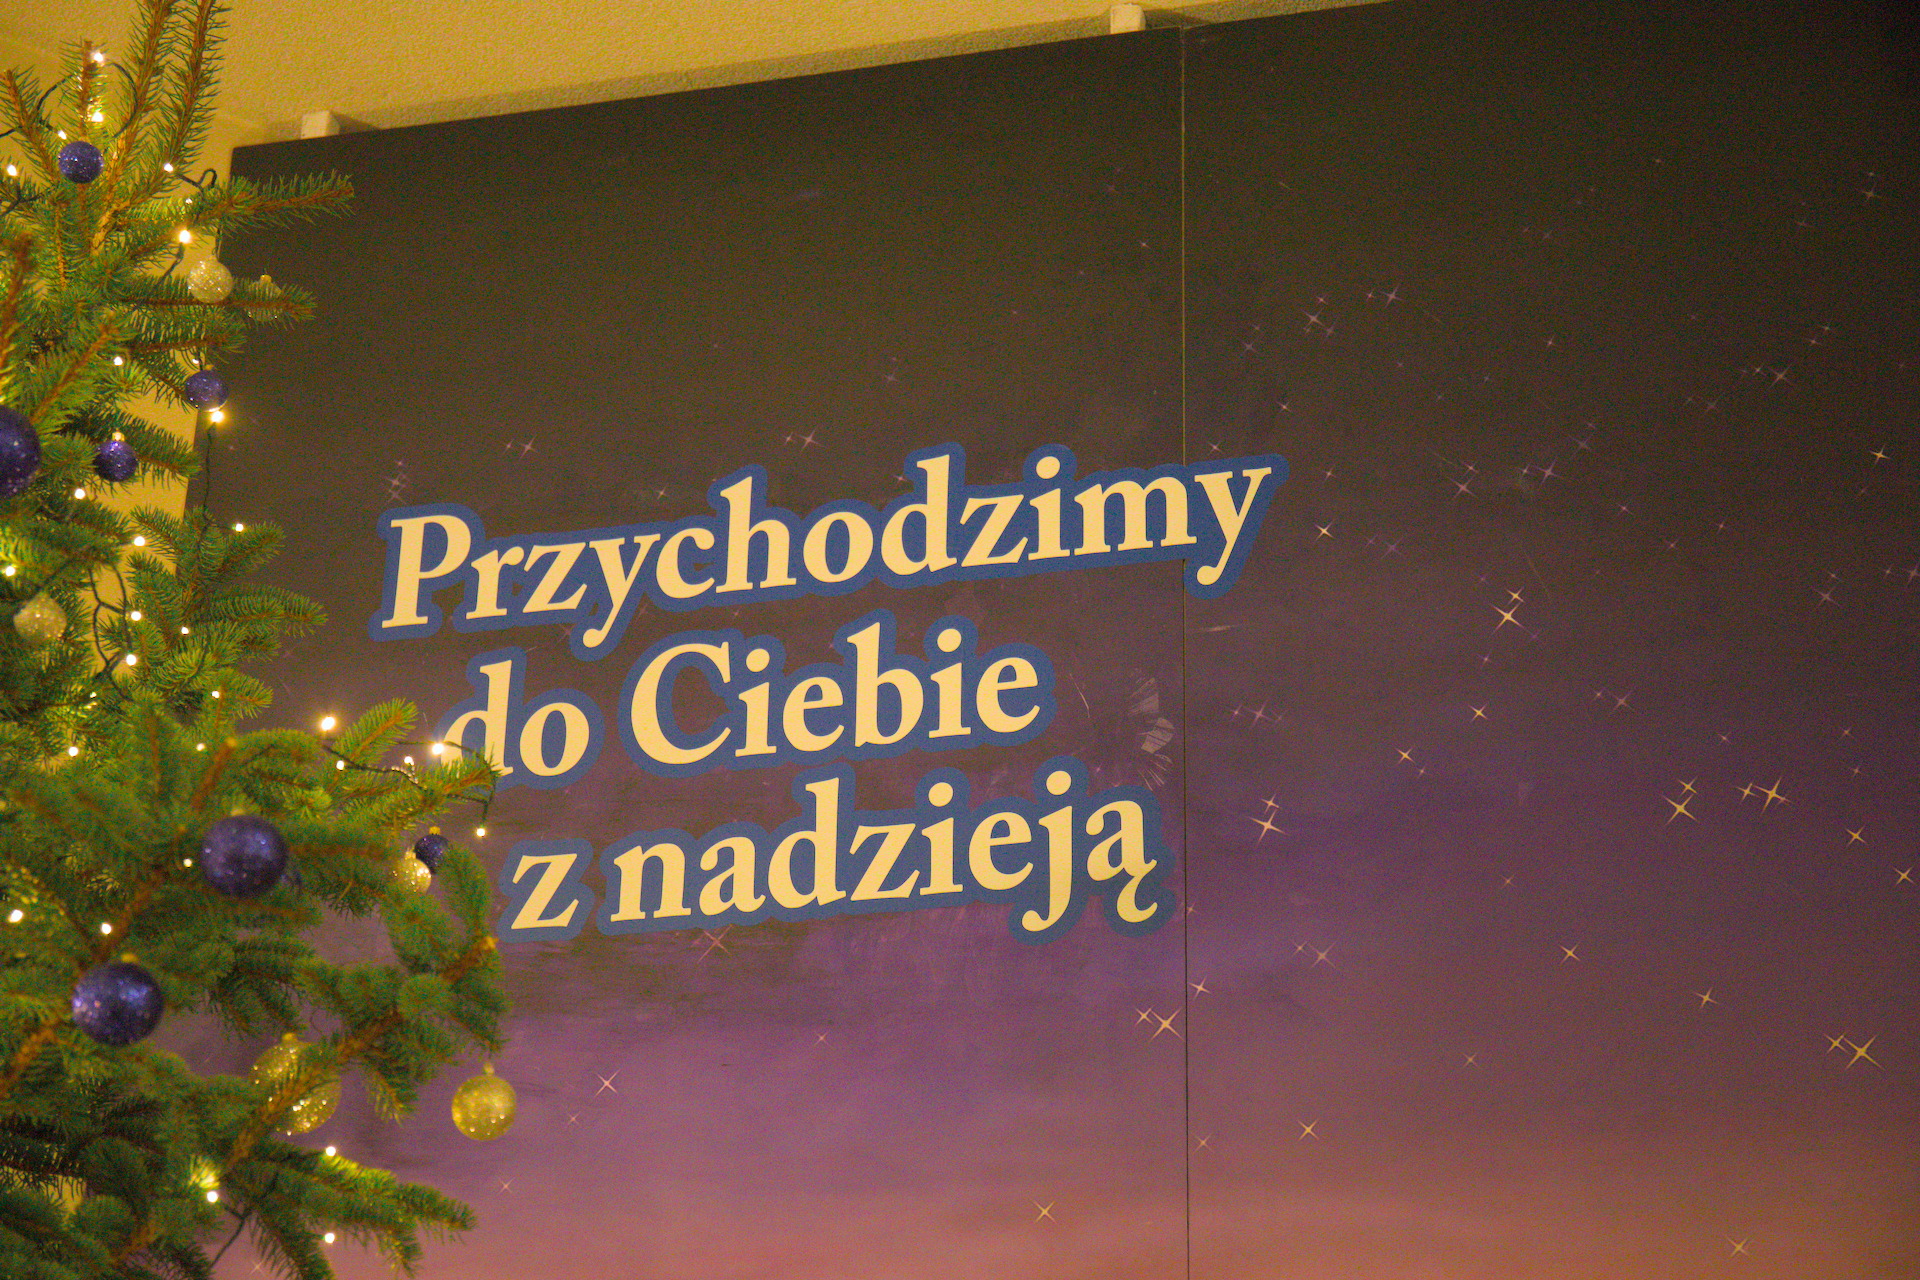 Przychodzimy
do Ciebie
z nadzieją